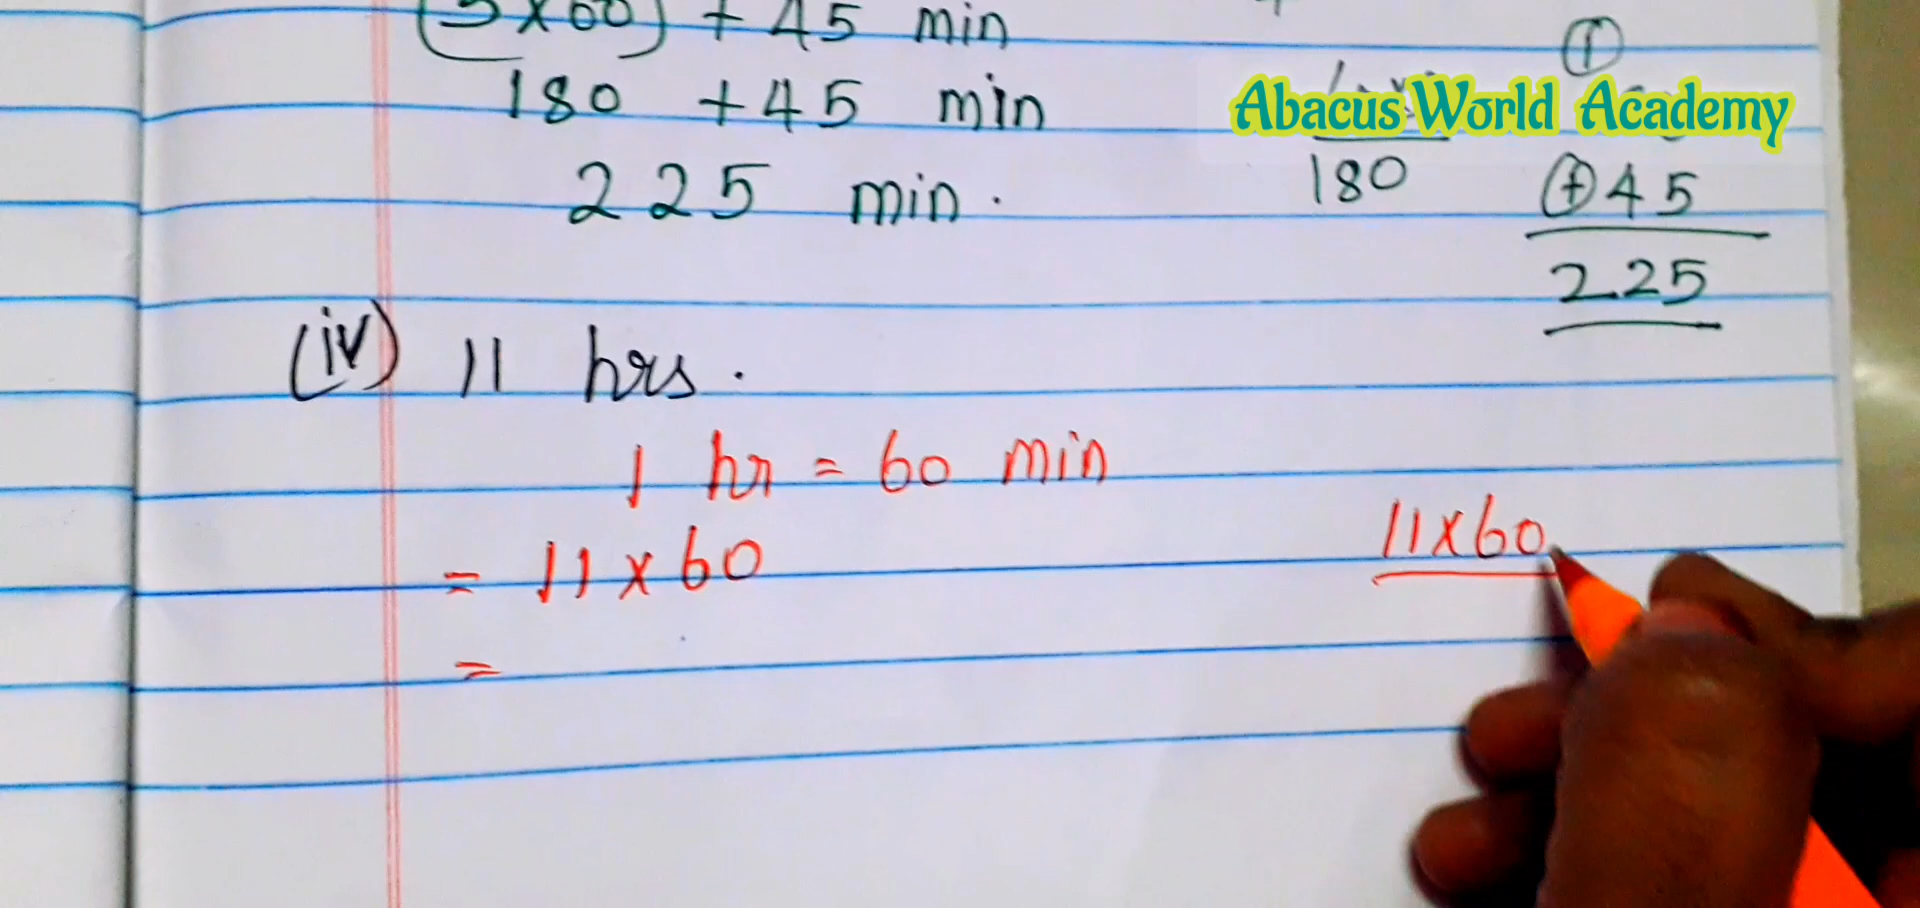 (3x60) + 45 min
180 + 45 min
225 min.
Abacus World Academy
180
+45
225
(iv) 11 hrs.
1 hr = 60 min
= 11 x 60
=
11x60